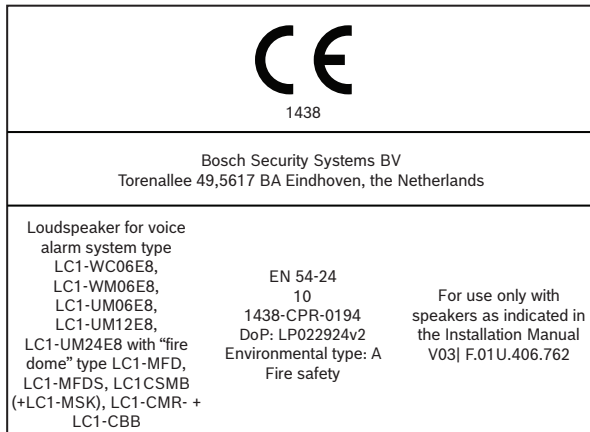 CE
1438
Bosch Security Systems BV
Torenallee 49,5617 BA Eindhoven, the Netherlands
Loudspeaker for voice
alarm system type
LC1-WC06E8,
LC1-WM06E8,
LC1-UM06E8,
LC1-UM12E8,
LC1-UM24E8 with “fire
dome” type LC1-MFD,
LC1-MFDS, LC1CSMB
(+LC1-MSK), LC1-CMR- +
LC1-CBB
EN 54-24
10
1438-CPR-0194
DoP: LP022924v2
Environmental type: A
Fire safety
For use only with
speakers as indicated in
the Installation Manual
V03| F.01U.406.762